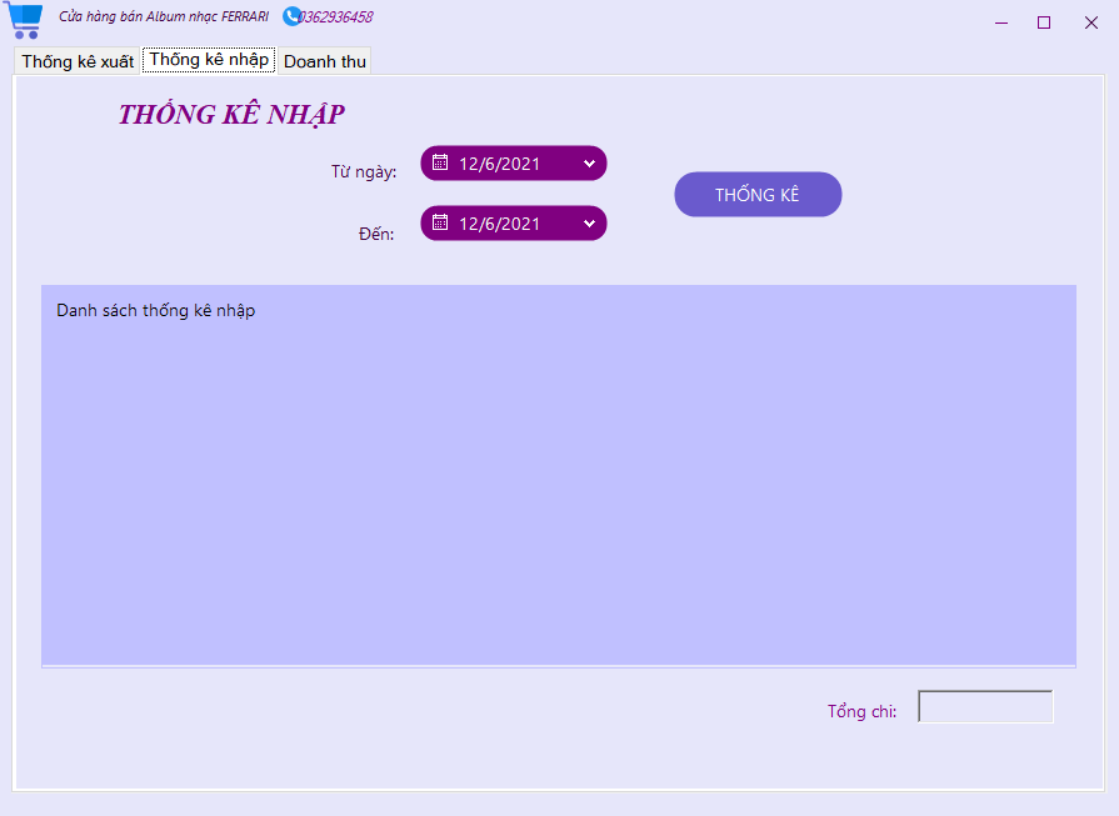 Cửa hàng bán Album nhạc FERRARI 0362936458
Thống kê xuất Thống kê nhập Doanh thu
THỐNG KÊ NHẬP
Từ ngày: 12/6/2021
THỐNG KÊ
Đến: 12/6/2021
Danh sách thống kê nhập
Tổng chi: